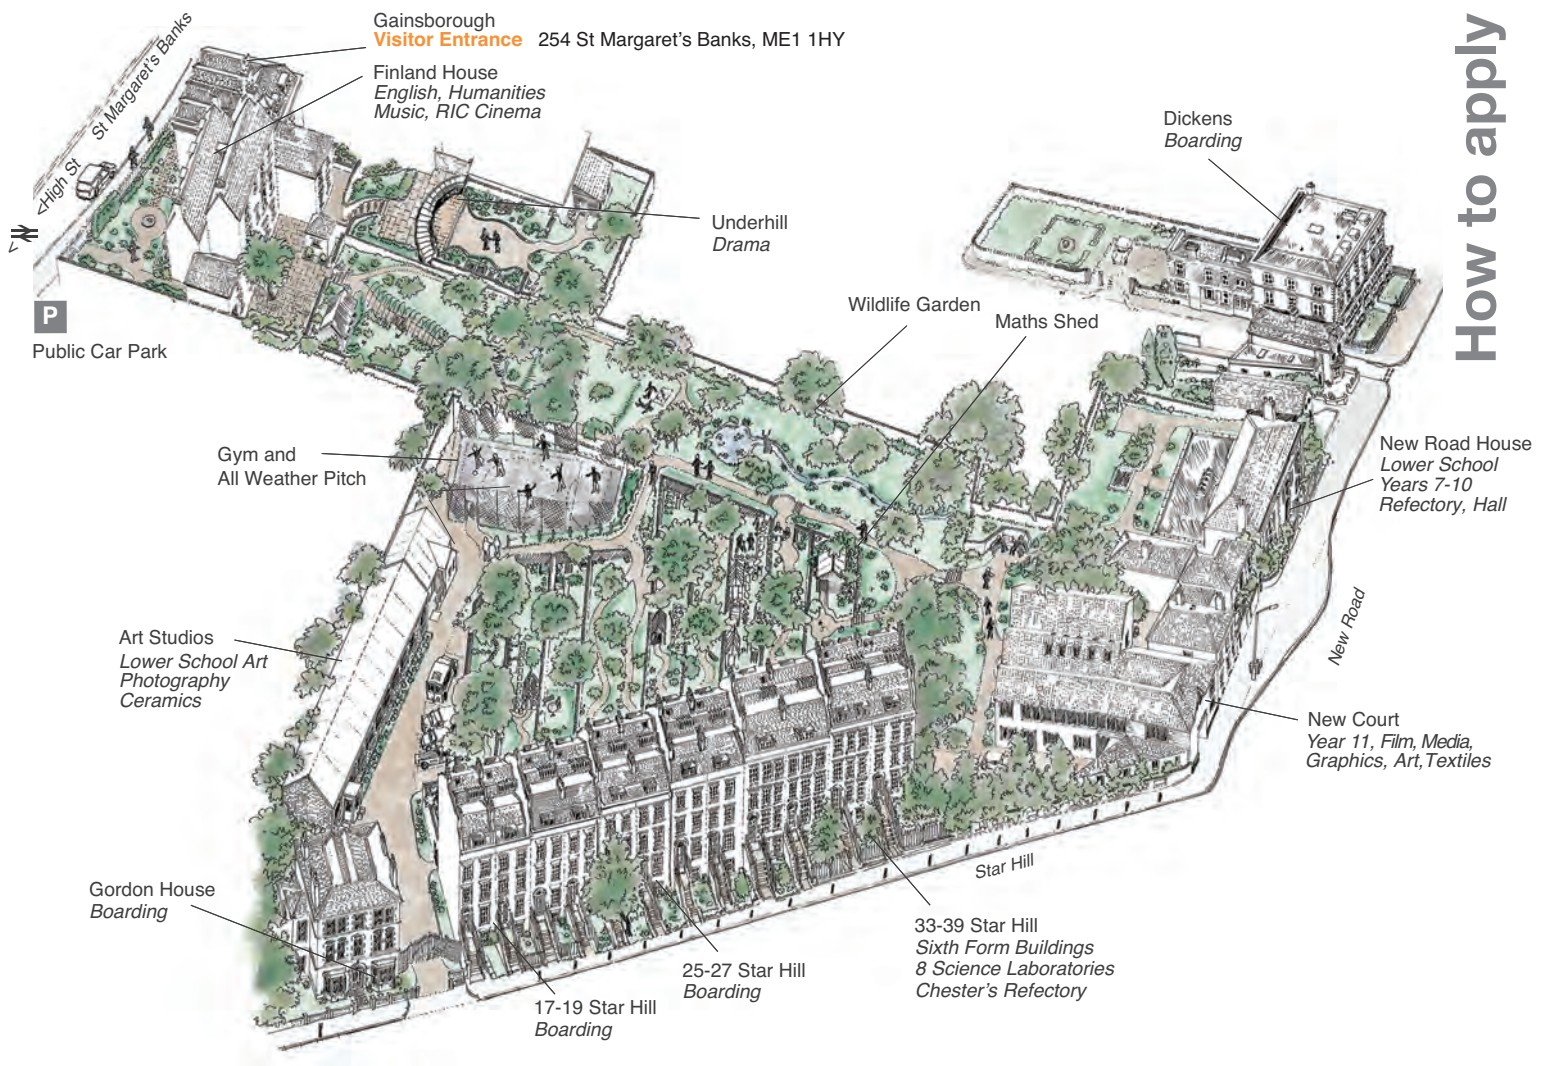 Gainsborough
Visitor Entrance 254 St Margaret's Banks, ME1 1HY
Finland House
English, Humanities
Music, RIC Cinema
St Margaret's Banks
<High St
<
P
Public Car Park
Underhill
Drama
Dickens
Boarding
How to apply
Wildlife Garden
Maths Shed
Gym and
All Weather Pitch
New Road House
Lower School
Years 7-10
Refectory, Hall
New Road
Art Studios
Lower School Art
Photography
Ceramics
New Court
Year 11, Film, Media,
Graphics, Art,Textiles
Star Hill
Gordon House
Boarding
33-39 Star Hill
Sixth Form Buildings
8 Science Laboratories
Chester's Refectory
25-27 Star Hill
Boarding
17-19 Star Hill
Boarding